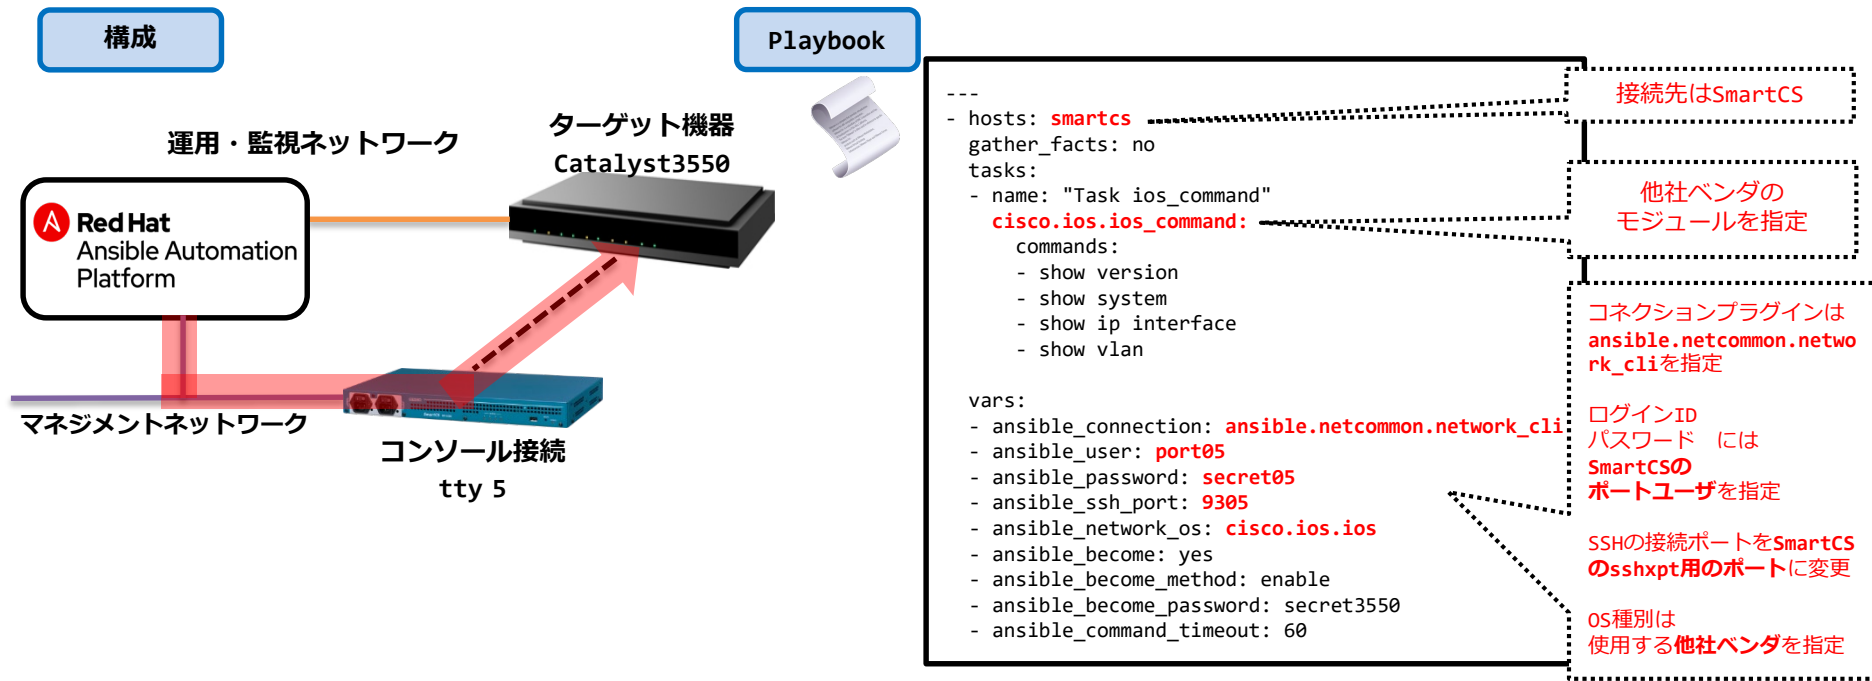 構成
運用・監視ネットワーク
ターゲット機器
Catalyst3550
Red Hat
Ansible Automation
Platform
マネジメントネットワーク
コンソール接続
tty 5
Playbook
---
- hosts: smartcs
gather_facts: no
tasks:
- name: "Task ios_command"
cisco.ios.ios_command:
commands:
- show version
- show system
- show ip interface
- show vlan
vars:
- ansible_connection: ansible.netcommon.network_cli
- ansible_user: port05
- ansible_password: secret05
- ansible_ssh_port: 9305
- ansible_network_os: cisco.ios.ios
- ansible_become: yes
- ansible_become_method: enable
- ansible_become_password: secret3550
- ansible_command_timeout: 60
接続先はSmartCS
他社ベンダの
モジュールを指定
コネクションプラグインは
ansible.netcommon.netwo
rk_cliを指定
ログインID
パスワード　には
SmartCSの
ポートユーザを指定
SSHの接続ポートをSmartCS
のsshxpt用のポートに変更
OS種別は
使用する他社ベンダを指定